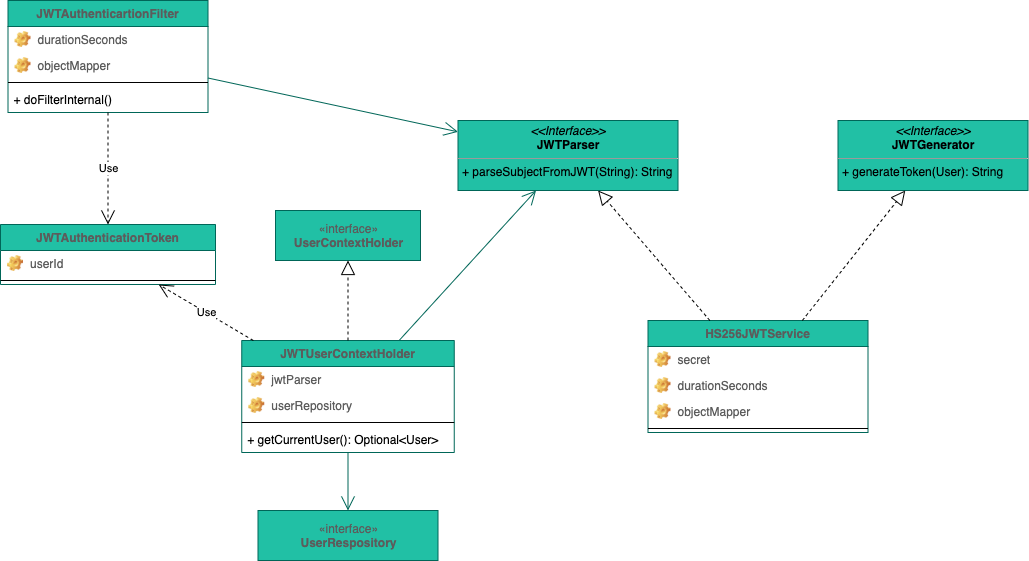 JWTAuthenticartionFilter
durationSeconds
objectMapper
+ doFilterInternal()
Use
JWTAuthenticationToken
userId
Use
«interface»
UserContextHolder
JWTUserContextHolder
jwtParser
userRepository
+ getCurrentUser(): Optional<User>
«interface»
UserRespository
<<Interface>>
JWTParser
+ parseSubjectFromJWT(String): String
<<Interface>>
JWTGenerator
+ generateToken(User): String
HS256JWTService
secret
durationSeconds
objectMapper